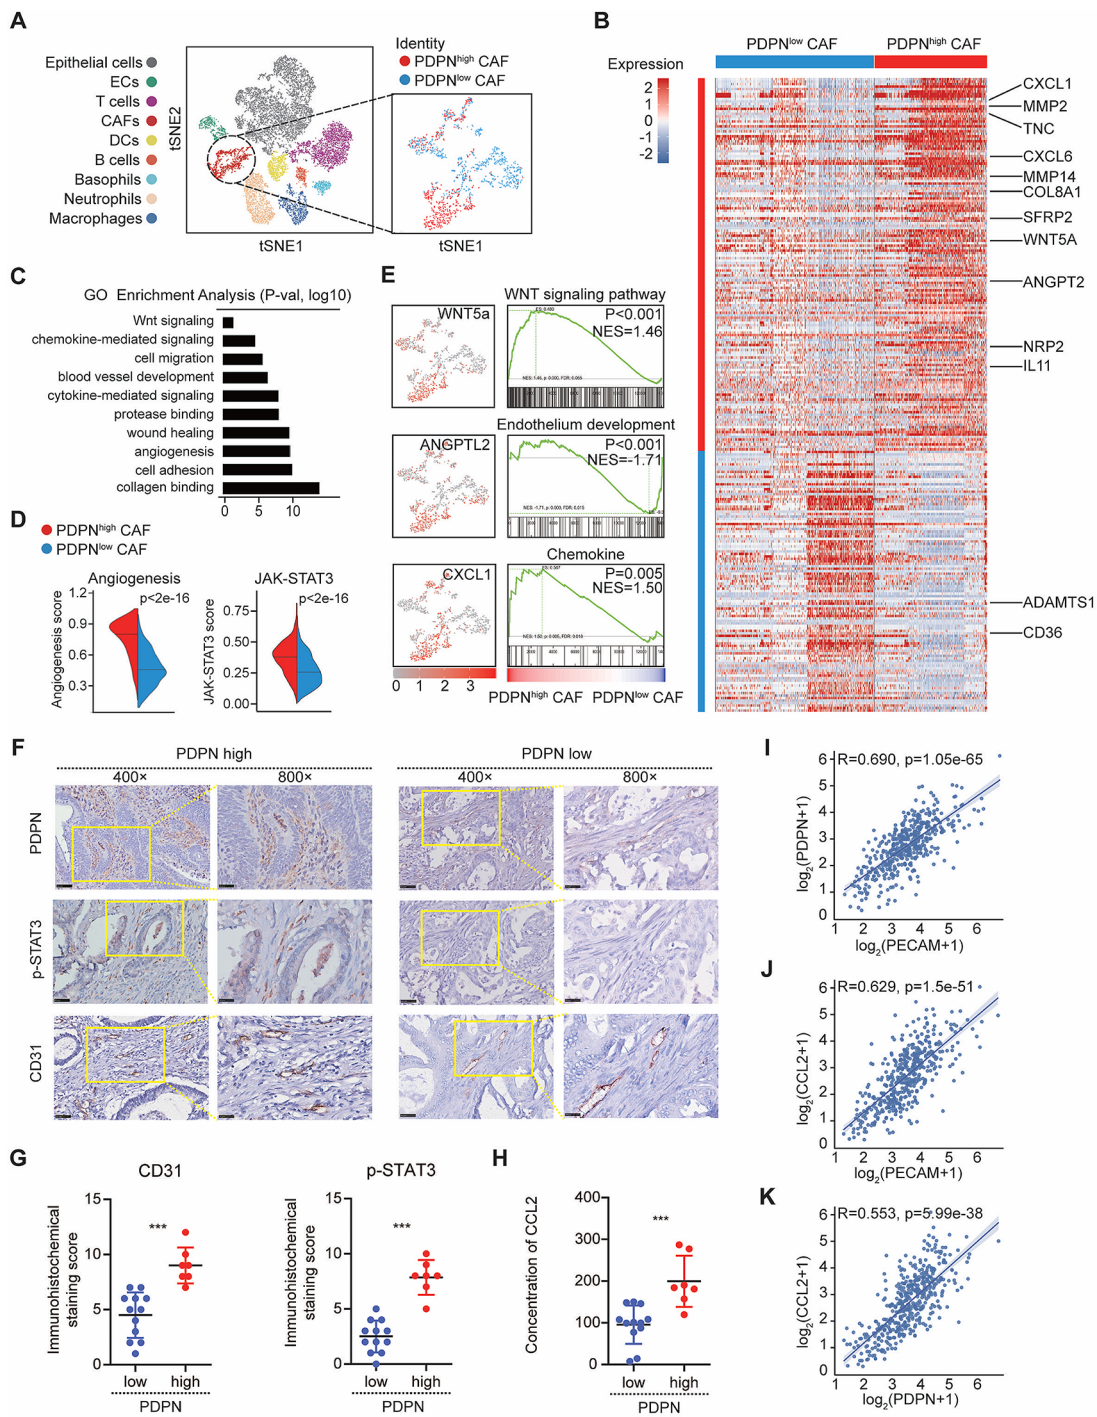 A
Epithelial cells
ECs
T cells
CAFs
DCs
B cells
Basophils
Neutrophils
Macrophages
tSNE2
tSNE1
Identity
PDPNhigh CAF
PDPNlow CAF
tSNE1
B
PDPNlow CAF
PDPNhigh CAF
Expression
2
1
0
-1
-2
CXCL1
MMP2
TNC
CXCL6
MMP14
COL8A1
SFRP2
WNT5A
ANGPT2
NRP2
IL11
ADAMTS1
CD36
C
GO Enrichment Analysis (P-val, log10)
Wnt signaling
chemokine-mediated signaling
cell migration
blood vessel development
cytokine-mediated signaling
protease binding
wound healing
angiogenesis
cell adhesion
collagen binding
0 5 10
D
PDPNhigh CAF
PDPNlow CAF
Angiogenesis
p<2e-16
Angiogenesis score
1.2
0.9
0.6
0.3
JAK-STAT3
p<2e-16
JAK-STAT3 score
0.75
0.50
0.25
0.00
E
WNT5a
WNT signaling pathway
P<0.001
NES=1.46
ANGPTL2
Endothelium development
P<0.001
NES=-1.71
CXCL1
Chemokine
P=0.005
NES=1.50
0 1 2 3
PDPNhigh CAF
PDPNlow CAF
F
PDPN high
PDPN low
400×
800×
400×
800×
PDPN
p-STAT3
CD31
G
CD31
Immunohistochemical
staining score
15
10
5
0
***
low high
PDPN
p-STAT3
Immunohistochemical
staining score
15
10
5
0
***
low high
PDPN
H
Concentration of CCL2
400
300
200
100
0
***
low high
PDPN
I
R=0.690, p=1.05e-65
log2(PDPN+1)
6
5
4
3
2
1
0
1 2 3 4 5 6
log2(PECAM+1)
J
R=0.629, p=1.5e-51
log2(CCL2+1)
6
5
4
3
2
1
0
1 2 3 4 5 6
log2(PECAM+1)
K
R=0.553, p=5.99e-38
log2(CCL2+1)
6
5
4
3
2
1
0
1 2 3 4 5 6
log2(PDPN+1)